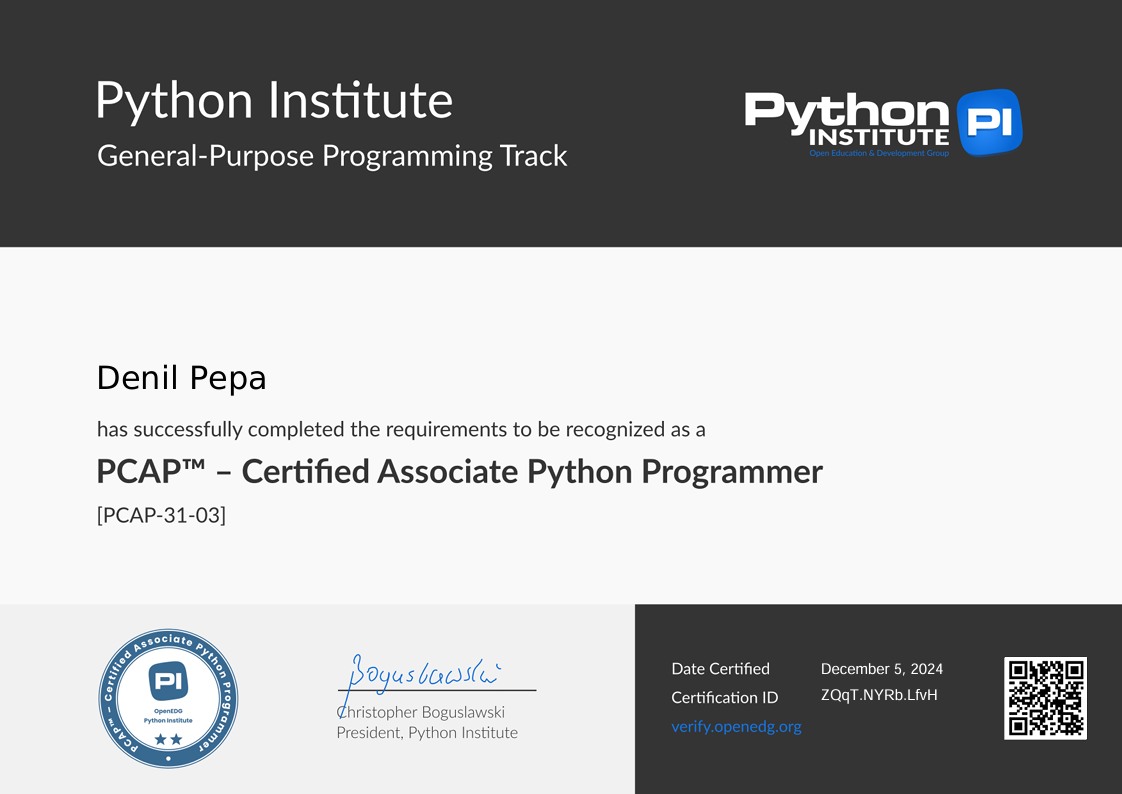 Python Institute
General-Purpose Programming Track
Python
INSTITUTE
PI
Open Education & Development Group
Denil Pepa
has successfully completed the requirements to be recognized as a
PCAP™ – Certified Associate Python Programmer
[PCAP-31-03]
PCAP™ – Certified Associate Python Programmer
PI
OpenEDG
Python Institute
Boguslawski
Christopher Boguslawski
President, Python Institute
Date Certified December 5, 2024
Certification ID ZQqT.NYRb.LfvH
verify.openedg.org